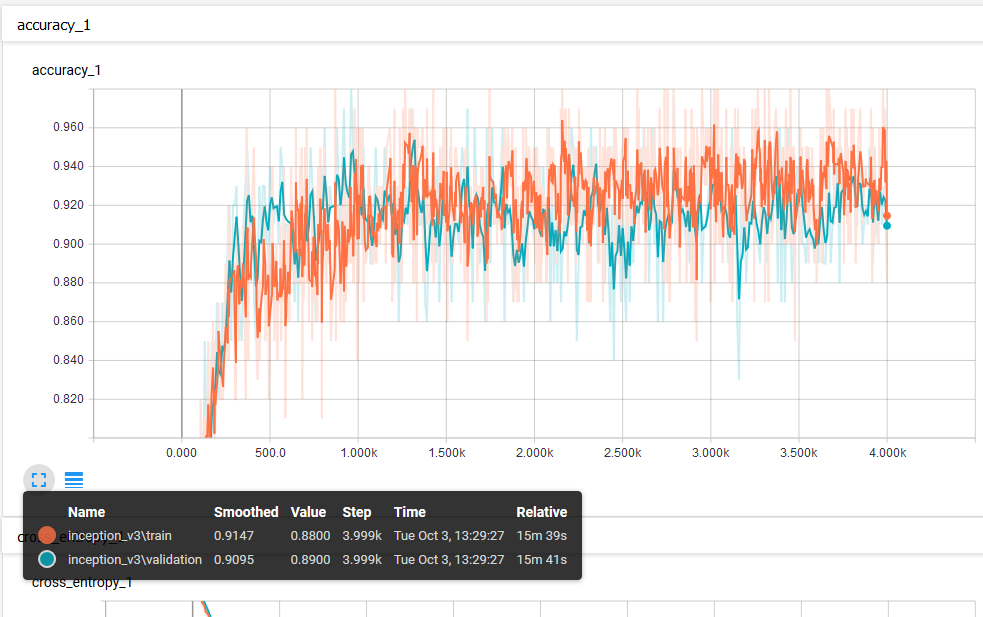 accuracy_1
accuracy_1
0.960
0.940
0.920
0.900
0.880
0.860
0.840
0.820
0.000 500.0 1.000k 1.500k 2.000k 2.500k 3.000k 3.500k 4.000k
Name Smoothed Value Step Time Relative
inception_v3\train 0.9147 0.8800 3.999k Tue Oct 3, 13:29:27 15m 39s
inception_v3\validation 0.9095 0.8900 3.999k Tue Oct 3, 13:29:27 15m 41s
cross_entropy_1